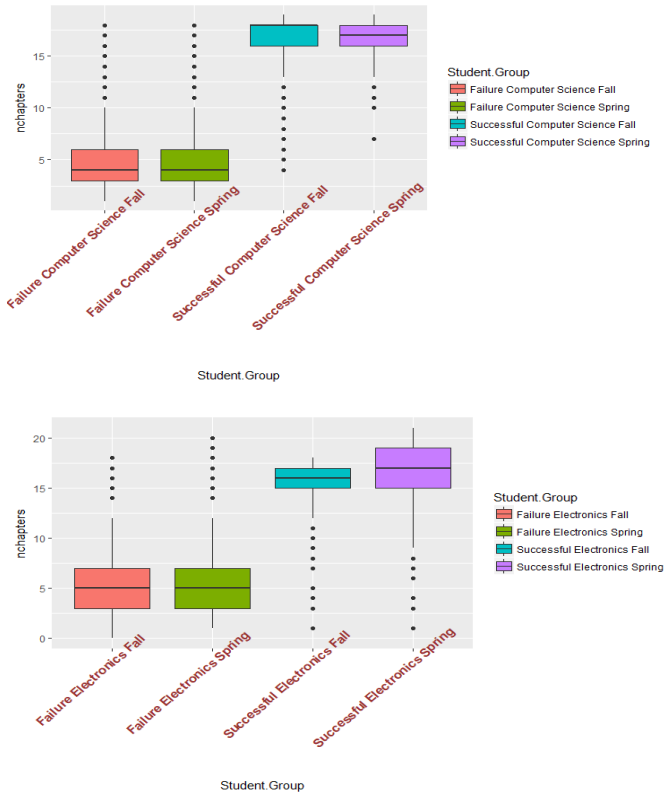 nchapters
15
10
5
Failure Computer Science Fall
Failure Computer Science Spring
Successful Computer Science Fall
Successful Computer Science Spring
Student.Group
Student.Group
Failure Computer Science Fall
Failure Computer Science Spring
Successful Computer Science Fall
Successful Computer Science Spring
nchapters
20
15
10
5
0
Failure Electronics Fall
Failure Electronics Spring
Successful Electronics Fall
Successful Electronics Spring
Student.Group
Student.Group
Failure Electronics Fall
Failure Electronics Spring
Successful Electronics Fall
Successful Electronics Spring